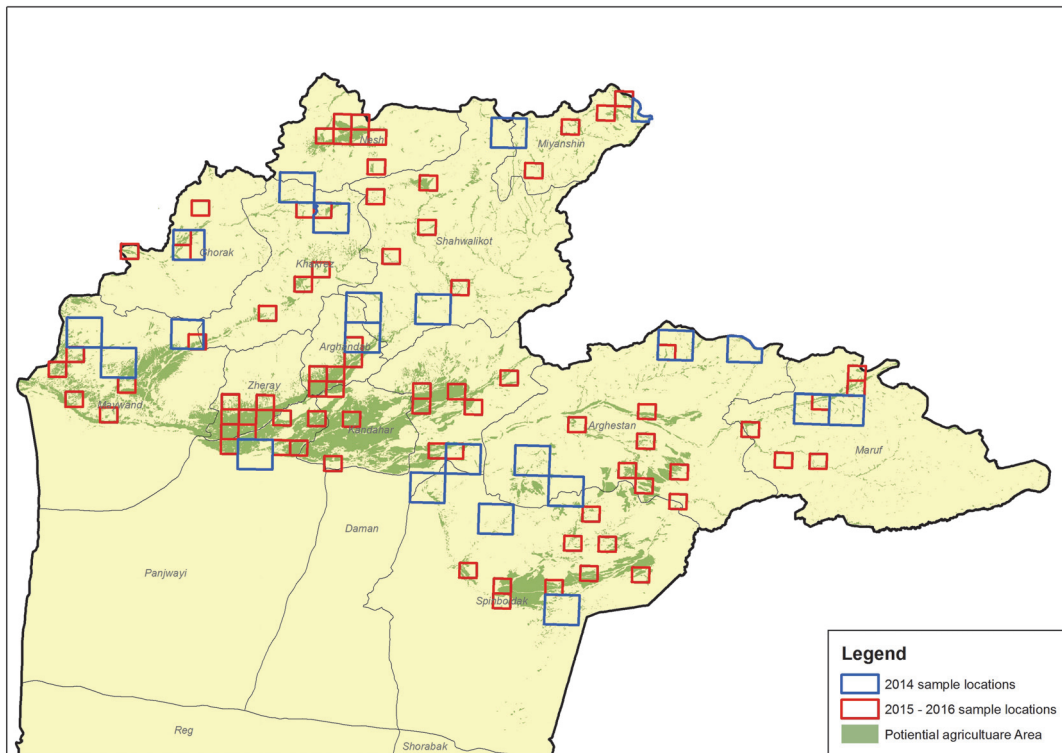 Nesh
Miyanshin
Shahwalikot
Ghorak
Khakrez
Arghandab
Zheray
Maywand
Kandahar
Arghestan
Maruf
Daman
Panjwayi
Spinboldak
Reg
Shorabak
Legend
2014 sample locations
2015 - 2016 sample locations
Potiential agricultuare Area